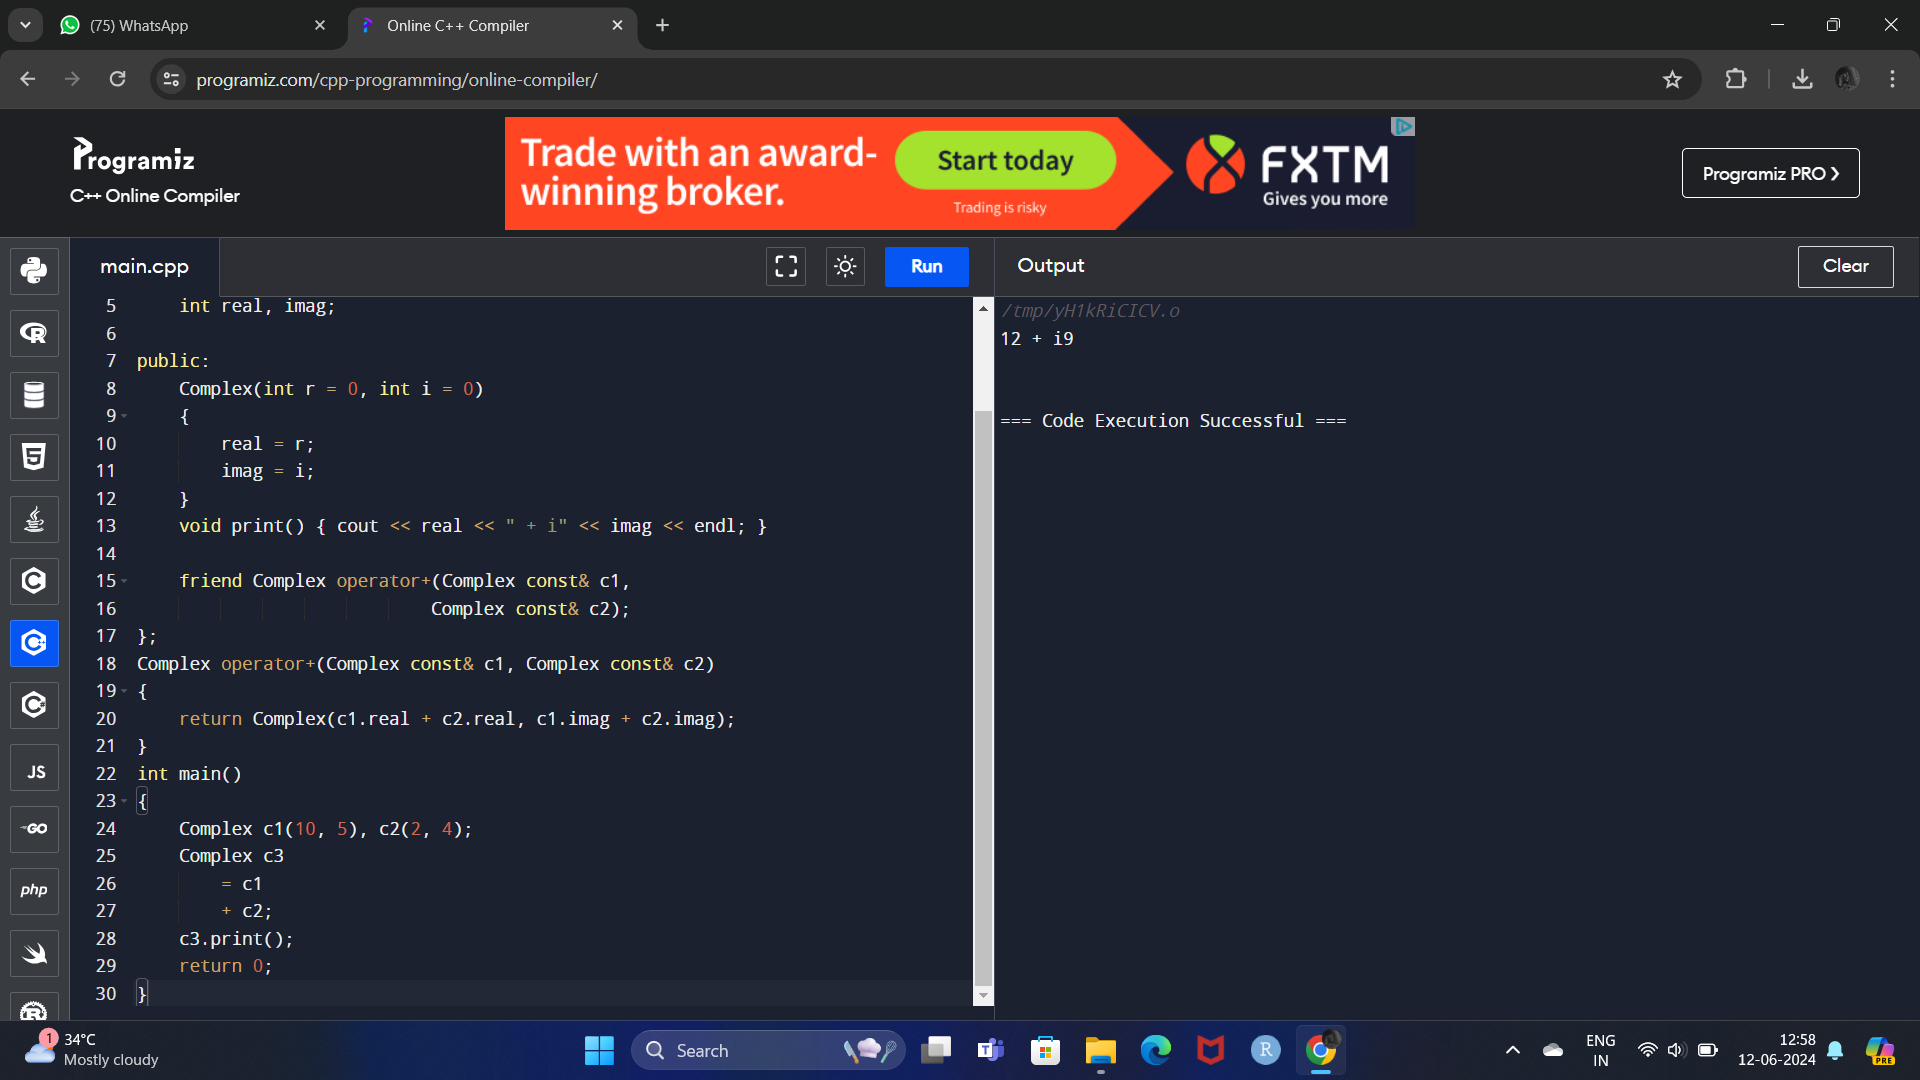 (75) WhatsApp
Online C++ Compiler
programiz.com/cpp-programming/online-compiler/
Programiz
C++ Online Compiler
Trade with an award-
winning broker.
Start today
Trading is risky
FXTM
Gives you more
Programiz PRO
main.cpp
Run
5 int real, imag;
6
7 public:
8 Complex(int r = 0, int i = 0)
9 {
10 real = r;
11 imag = i;
12 }
13 void print() { cout << real << " + i" << imag << endl; }
14
15 friend Complex operator+(Complex const& c1,
16 Complex const& c2);
17 };
18 Complex operator+(Complex const& c1, Complex const& c2)
19 {
20 return Complex(c1.real + c2.real, c1.imag + c2.imag);
21 }
22 int main()
23 {
24 Complex c1(10, 5), c2(2, 4);
25 Complex c3
26 = c1
27 + c2;
28 c3.print();
29 return 0;
30 }
Output
Clear
/tmp/yH1kRiCICV.o
12 + i9
=== Code Execution Successful ===
JS
GO
php
1
34°C
Mostly cloudy
Search
ENG
IN
12:58
12-06-2024
PRE